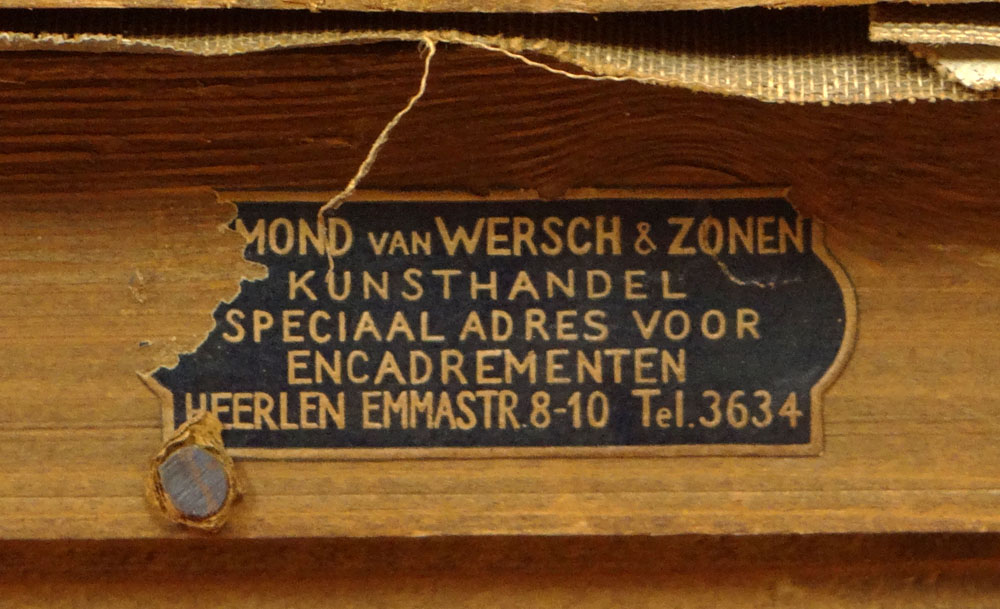 MOND VAN WERSCH & ZONEN
KUNSTHANDEL
SPECIAAL ADRES VOOR
ENCADREMENTEN
HEERLEN EMMASTR. 8-10 Tel. 3634